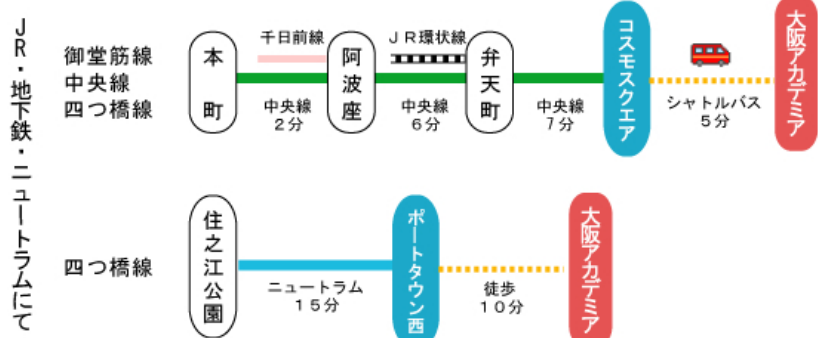 JR・地下鉄・ニュートラムにて
御堂筋線
中央線
四つ橋線
本町
千日前線
中央線
2分
阿波座
JR環状線
中央線
6分
弁天町
中央線
7分
コスモスクエア
シャトルバス
5分
大阪アカデミア
四つ橋線
住之江公園
ニュートラム
15分
ポートタウン西
徒歩
10分
大阪アカデミア